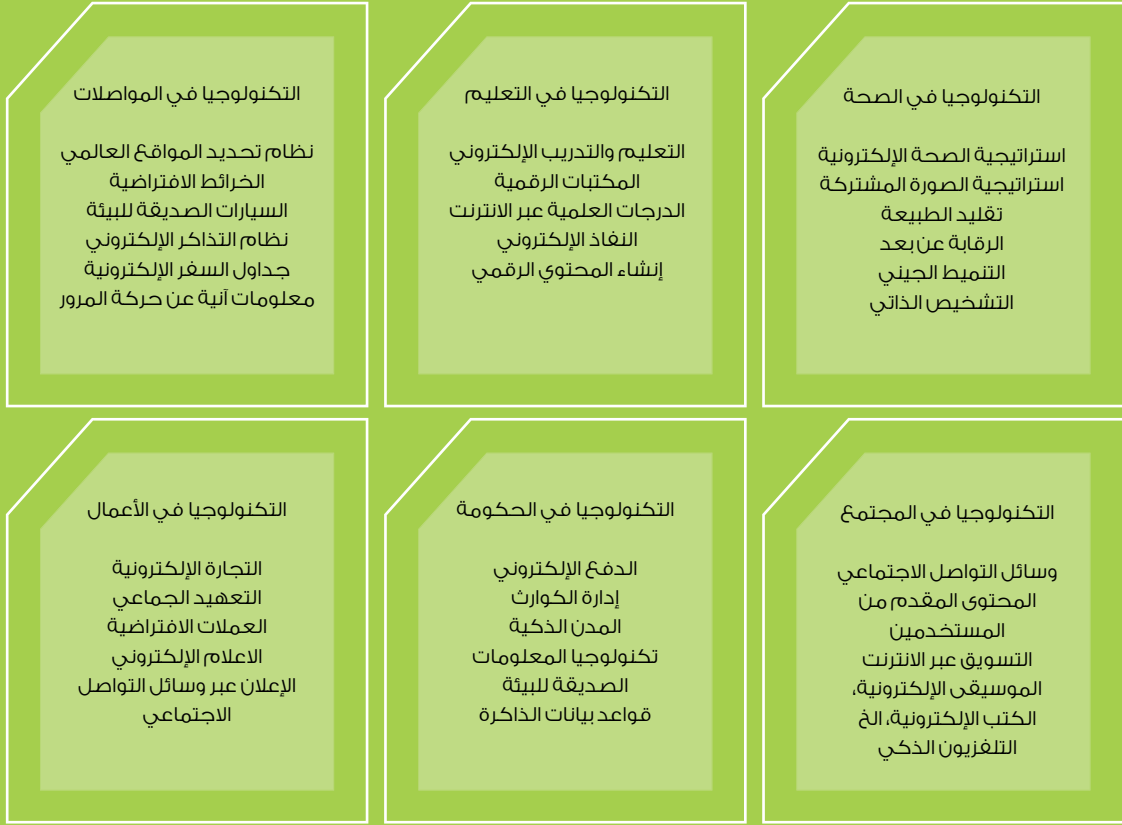 التكنولوجيا في الصحة
استراتيجية الصحة الإلكترونية
استراتيجية الصورة المشتركة
تقليد الطبيعة
الرقابة عن بعد
التنميط الجيني
التشخيص الذاتي
التكنولوجيا في التعليم
التعليم والتدريب الإلكتروني
المكتبات الرقمية
الدرجات العلمية عبر الانترنت
النفاذ الإلكتروني
إنشاء المحتوي الرقمي
التكنولوجيا في المواصلات
نظام تحديد المواقع العالمي
الخرائط الافتراضية
السيارات الصديقة للبيئة
نظام التذاكر الإلكتروني
جداول السفر الإلكترونية
معلومات آنية عن حركة المرور
التكنولوجيا في المجتمع
وسائل التواصل الاجتماعي
المحتوى المقدم من
المستخدمين
التسويق عبر الانترنت
الموسيقى الإلكترونية،
الكتب الإلكترونية، الخ
التلفزيون الذكي
التكنولوجيا في الحكومة
الدفع الإلكتروني
إدارة الكوارث
المدن الذكية
تكنولوجيا المعلومات
الصديقة للبيئة
قواعد بيانات الذاكرة
التكنولوجيا في الأعمال
التجارة الإلكترونية
التعهيد الجماعي
العملات الافتراضية
الاعلام الإلكتروني
الإعلان عبر وسائل التواصل
الاجتماعي